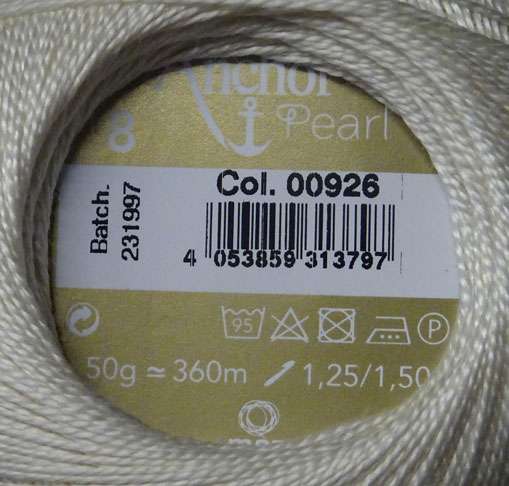 Anchor
8 Pearl
Col. 00926
Batch.
231997
4 053859 313797
95 P
50g ≃ 360m 1,25/1,50